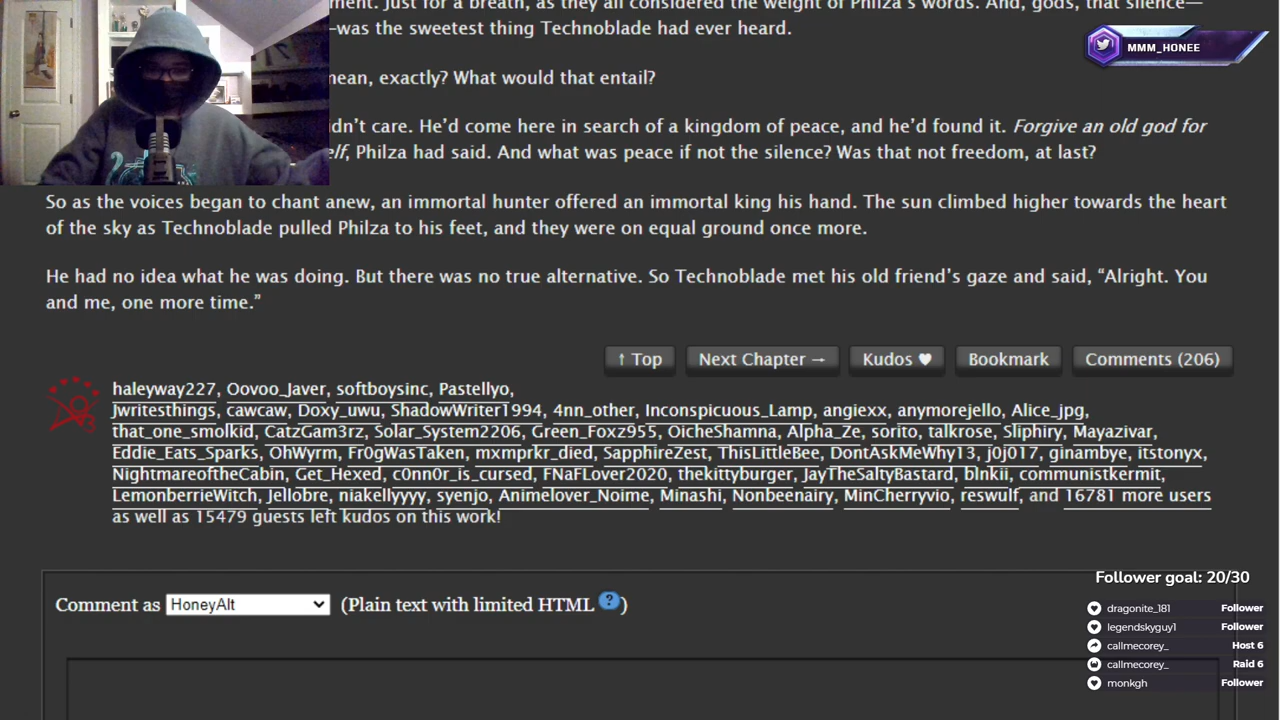 ment. Just for a breath, as they all considered the weight of Philza's words. And, gods, that silence—
—was the sweetest thing Technoblade had ever heard.
MMM_HONEE
mean, exactly? What would that entail?
idn't care. He'd come here in search of a kingdom of peace, and he'd found it. Forgive an old god for
elf, Philza had said. And what was peace if not the silence? Was that not freedom, at last?
So as the voices began to chant anew, an immortal hunter offered an immortal king his hand. The sun climbed higher towards the heart
of the sky as Technoblade pulled Philza to his feet, and they were on equal ground once more.
He had no idea what he was doing. But there was no true alternative. So Technoblade met his old friend's gaze and said, “Alright. You
and me, one more time.”
↑ Top Next Chapter → Kudos ♥ Bookmark Comments (206)
haleyway227, Oovoo_Javer, softboysinc, Pastellyo,
Jwritesthings, cawcaw, Doxy_uwu, ShadowWriter1994, 4nn_other, Inconspicuous_Lamp, angiexx, anymorejello, Alice_jpg,
that_one_smolkid, CatzGam3rz, Solar_System2206, Green_Foxz955, OicheShamna, Alpha_Ze, sorito, talkrose, Sliphiry, Mayazivar,
Eddie_Eats_Sparks, OhWyrm, Fr0gWasTaken, mxmprkr_died, SapphireZest, ThisLittleBee, DontAskMeWhy13, j0j017, ginambye, itstonyx,
NightmareoftheCabin, Get_Hexed, c0nn0r_is_cursed, FNaFLover2020, thekittyburger, JayTheSaltyBastard, blnkii, communistkermit,
LemonberrieWitch, Jellobre, niakellyyyy, syenjo, Animelover_Noime, Minashi, Nonbeenairy, MinCherryvio, reswulf, and 16781 more users
as well as 15479 guests left kudos on this work!
Follower goal: 20/30
Comment as HoneyAlt (Plain text with limited HTML ?)
dragonite_181 Follower
legendskyguy1 Follower
callmecorey_ Host 6
callmecorey_ Raid 6
monkgh Follower